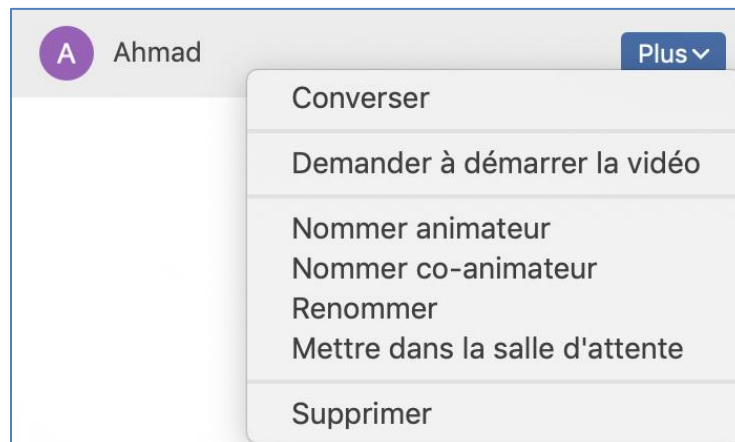 A Ahmad Plus
Converser
Demander à démarrer la vidéo
Nommer animateur
Nommer co-animateur
Renommer
Mettre dans la salle d'attente
Supprimer